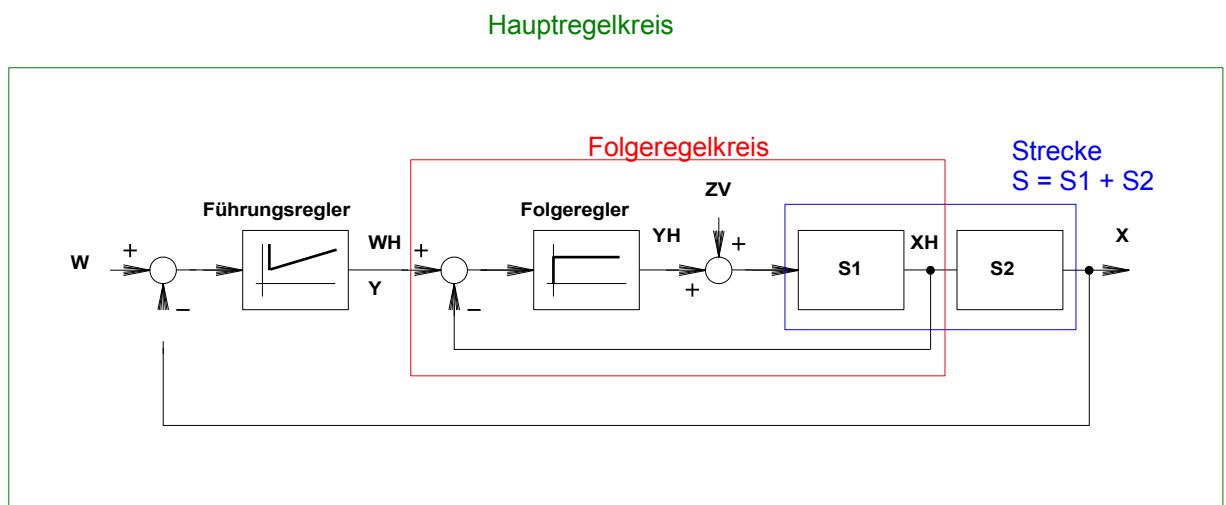 Hauptregelkreis
Folgeregelkreis
Strecke
S = S1 + S2
ZV
Führungsregler
Folgeregler
W
+
−
WH
Y
+
−
YH
+
+
S1
XH
S2
X